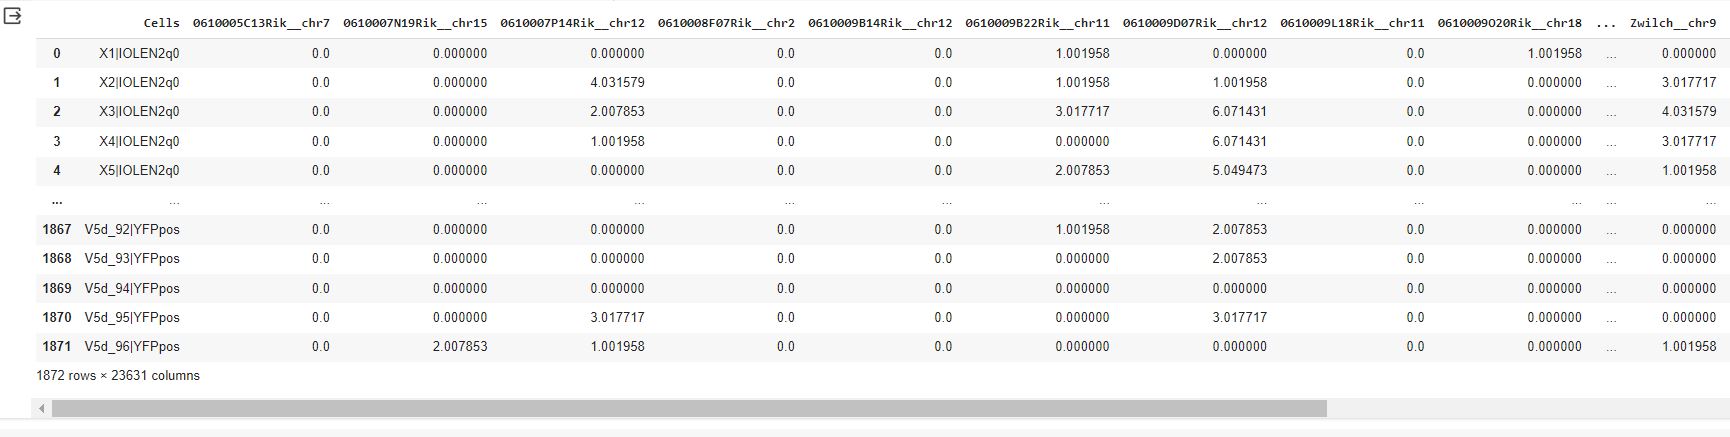 Cells 0610005C13Rik__chr7 0610007N19Rik__chr15 0610007P14Rik__chr12 0610008F07Rik__chr2 0610009B14Rik__chr12 0610009B22Rik__chr11 0610009D07Rik__chr12 0610009L18Rik__chr11 0610009O20Rik__chr18 ... Zwilch__chr9
0 X1|IOLEN2q0 0.0 0.000000 0.000000 0.0 0.0 1.001958 0.000000 0.0 1.001958 ... 0.000000
1 X2|IOLEN2q0 0.0 0.000000 4.031579 0.0 0.0 1.001958 1.001958 0.0 0.000000 ... 3.017717
2 X3|IOLEN2q0 0.0 0.000000 2.007853 0.0 0.0 3.017717 6.071431 0.0 0.000000 ... 4.031579
3 X4|IOLEN2q0 0.0 0.000000 1.001958 0.0 0.0 0.000000 6.071431 0.0 0.000000 ... 3.017717
4 X5|IOLEN2q0 0.0 0.000000 0.000000 0.0 0.0 2.007853 5.049473 0.0 0.000000 ... 1.001958
... ... ... ... ... ... ... ... ... ... ... ... ...
1867 V5d_92|YFPpos 0.0 0.000000 0.000000 0.0 0.0 1.001958 2.007853 0.0 0.000000 ... 0.000000
1868 V5d_93|YFPpos 0.0 0.000000 0.000000 0.0 0.0 0.000000 2.007853 0.0 0.000000 ... 0.000000
1869 V5d_94|YFPpos 0.0 0.000000 0.000000 0.0 0.0 0.000000 0.000000 0.0 0.000000 ... 0.000000
1870 V5d_95|YFPpos 0.0 0.000000 3.017717 0.0 0.0 0.000000 3.017717 0.0 0.000000 ... 0.000000
1871 V5d_96|YFPpos 0.0 2.007853 1.001958 0.0 0.0 0.000000 0.000000 0.0 0.000000 ... 1.001958
1872 rows × 23631 columns